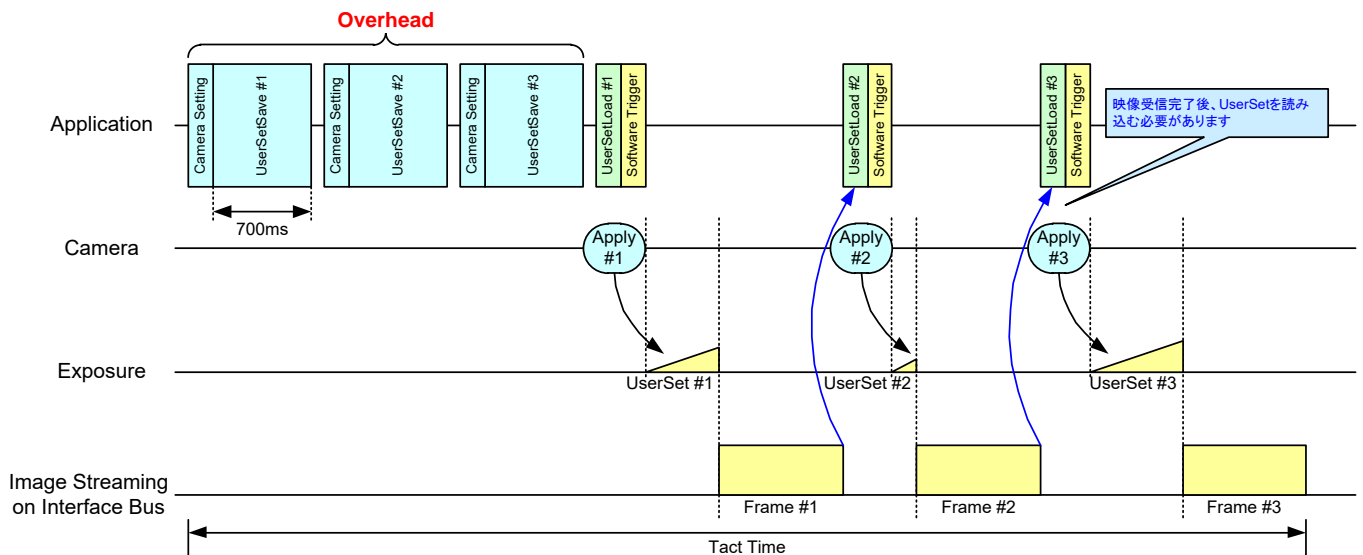 Overhead
Application
Camera Setting
UserSetSave #1
Camera Setting
UserSetSave #2
Camera Setting
UserSetSave #3
UserSetLoad #1
Software Trigger
UserSetLoad #2
Software Trigger
UserSetLoad #3
Software Trigger
映像受信完了後、UserSetを読み
込む必要があります
700ms
Camera
Apply
#1
Apply
#2
Apply
#3
Exposure
UserSet #1
UserSet #2
UserSet #3
Image Streaming
on Interface Bus
Frame #1
Frame #2
Frame #3
Tact Time